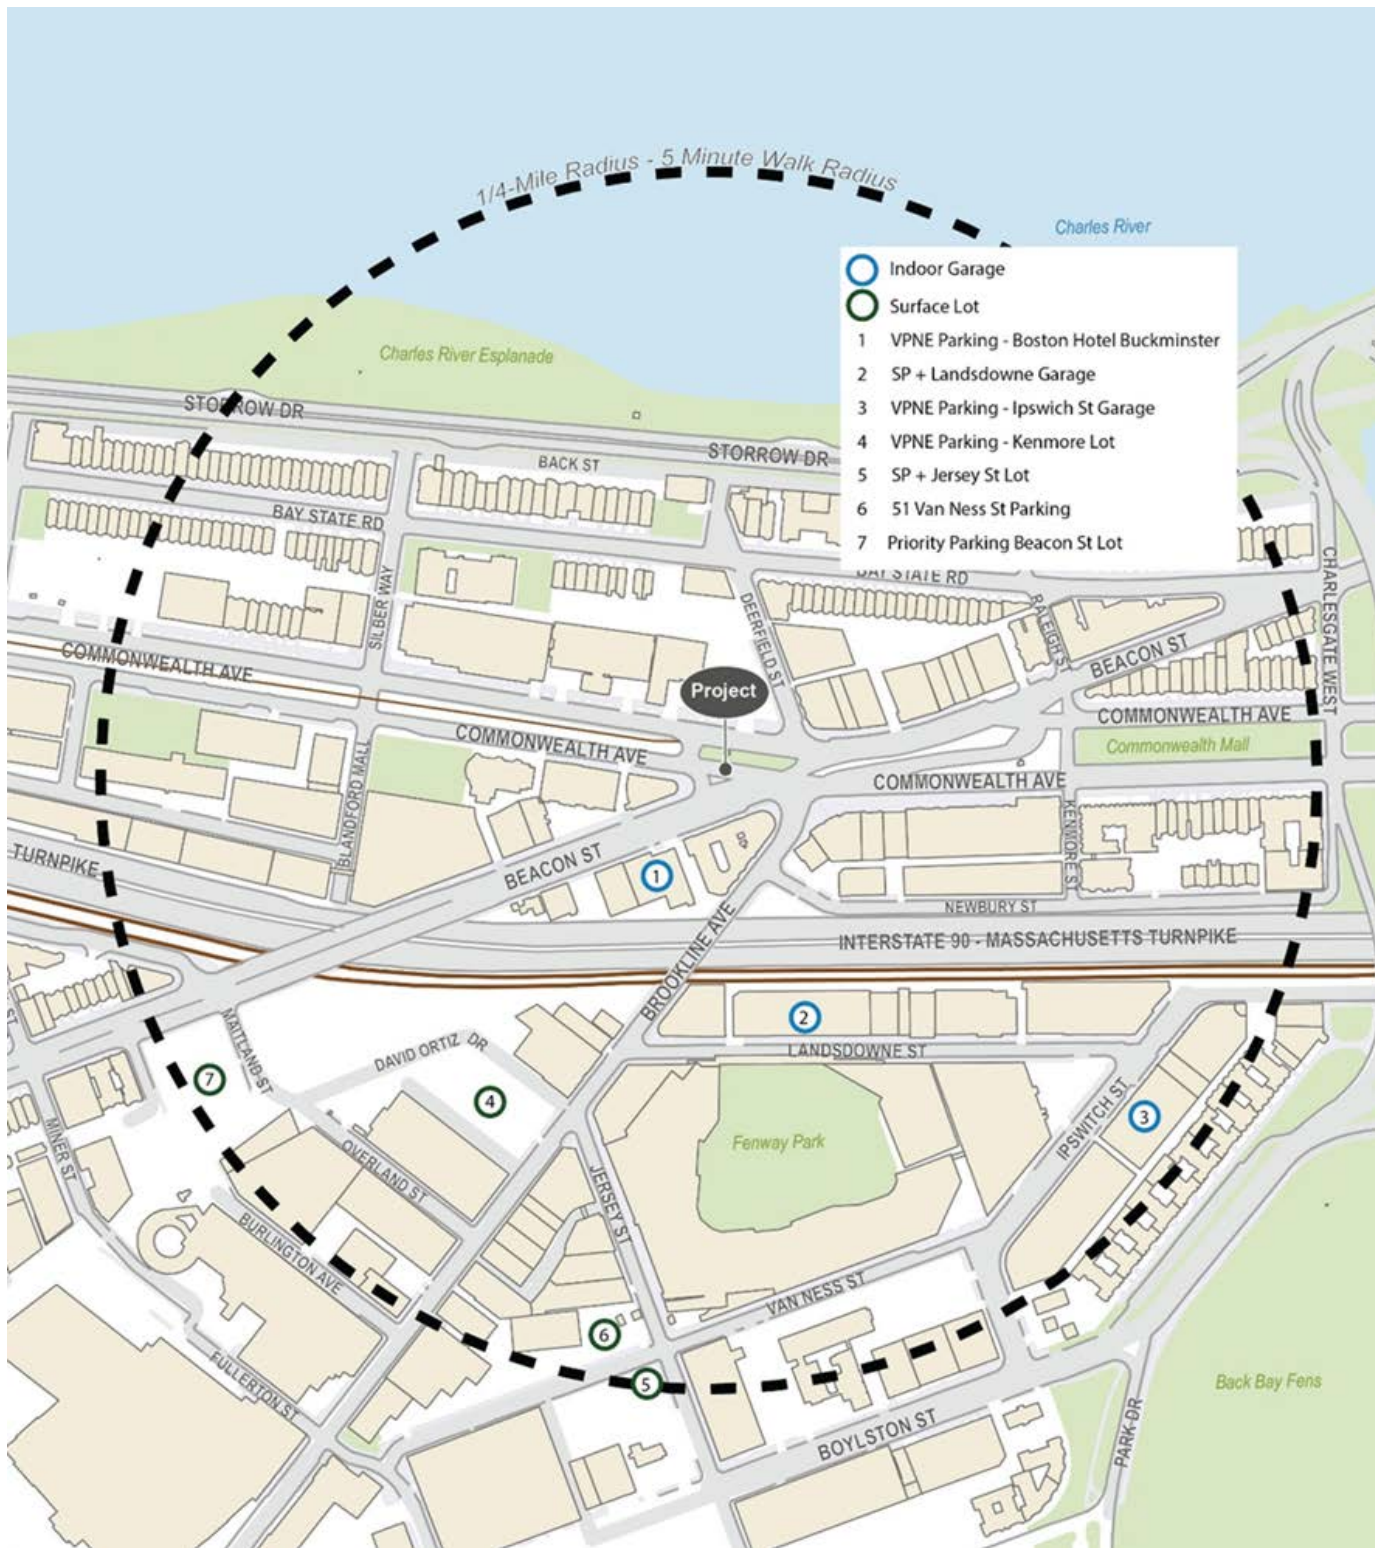 1/4-Mile Radius - 5 Minute Walk Radius
Charles River
Indoor Garage
Surface Lot
1 VPNE Parking - Boston Hotel Buckminster
2 SP + Landsdowne Garage
3 VPNE Parking - Ipswich St Garage
4 VPNE Parking - Kenmore Lot
5 SP + Jersey St Lot
6 51 Van Ness St Parking
7 Priority Parking Beacon St Lot
Charles River Esplanade
STORROW DR
STORROW DR
BACK ST
BAY STATE RD
BAY STATE RD
SILBER WAY
DEERFIELD ST
RALEIGH ST
BEACON ST
CHARLESGATE WEST
COMMONWEALTH AVE
Project
COMMONWEALTH AVE
COMMONWEALTH AVE
Commonwealth Mall
COMMONWEALTH AVE
BLANDFORD MALL
KENMORE ST
TURNPIKE
BEACON ST
1
NEWBURY ST
BROOKLINE AVE
INTERSTATE 90 - MASSACHUSETTS TURNPIKE
ST
MAITLAND ST
2
LANDSDOWNE ST
DAVID ORTIZ DR
7
4
3
IPSWITCH ST
MINER ST
OVERLAND ST
Fenway Park
JERSEY ST
BURLINGTON AVE
VAN NESS ST
6
5
FULLERTON ST
Back Bay Fens
BOYLSTON ST
PARK DR